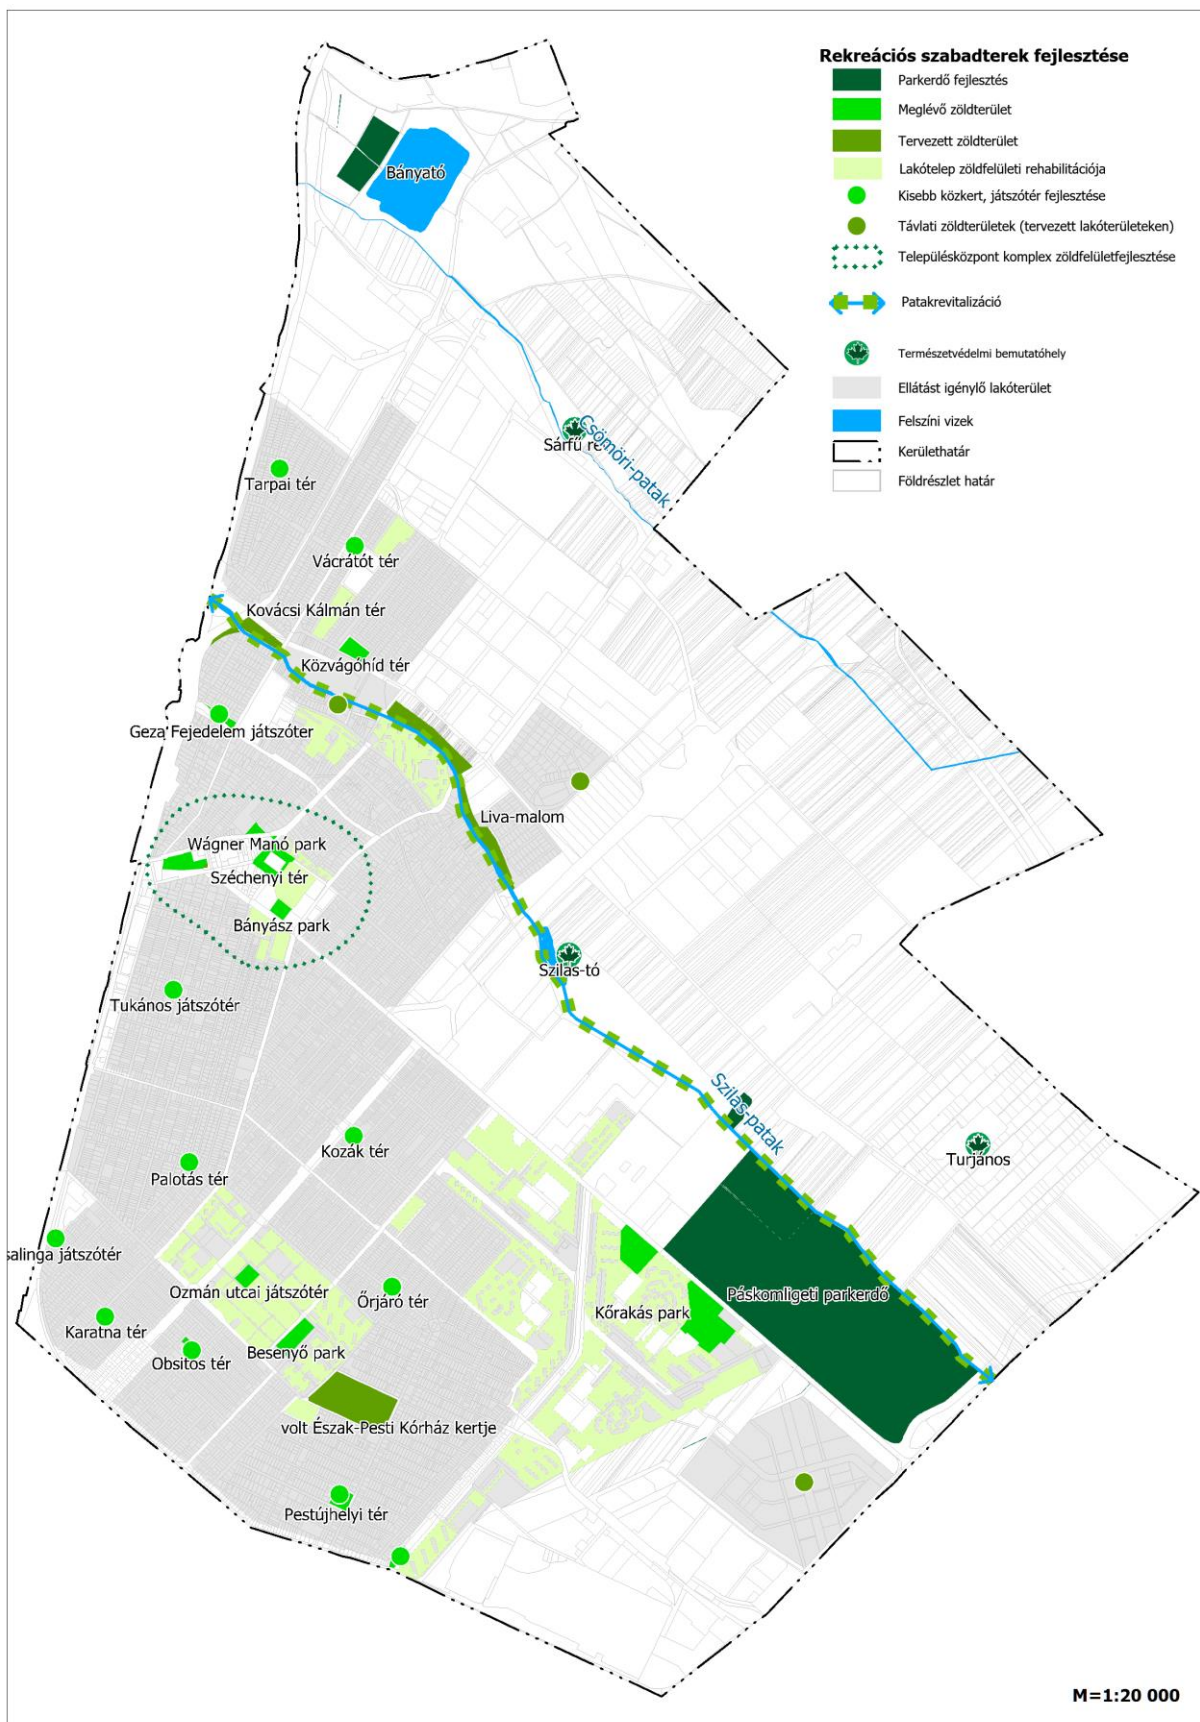 Rekreációs szabadterek fejlesztése
Parkerdő fejlesztés
Meglévő zöldterület
Tervezett zöldterület
Lakótelep zöldfelületi rehabilitációja
Kisebb közkert, játszótér fejlesztése
Távlati zöldterületek (tervezett lakóterületeken)
Településközpont komplex zöldfelületfejlesztése
Patakrevitalizáció
Természetvédelmi bemutatóhely
Ellátást igénylő lakóterület
Felszíni vizek
Kerülethatár
Földrészlet határ
Bányató
Csömöri-patak
Sárfű ré
Tarpai tér
Vácrátót tér
Kovácsi Kálmán tér
Közvágóhíd tér
Géza Fejedelem játszóter
Liva-malom
Wágner Manó park
Széchenyi tér
Bányász park
Szilas-tó
Tukános játszótér
Szilas-patak
Kozák tér
Turjános
Palotás tér
salinga játszótér
Ozmán utcai játszótér
Őrjáró tér
Páskomligeti parkerdő
Kőrakás park
Karatna tér
Obsitos tér
Besenyő park
volt Észak-Pesti Kórház kertje
Pestújhelyi tér
M=1:20 000